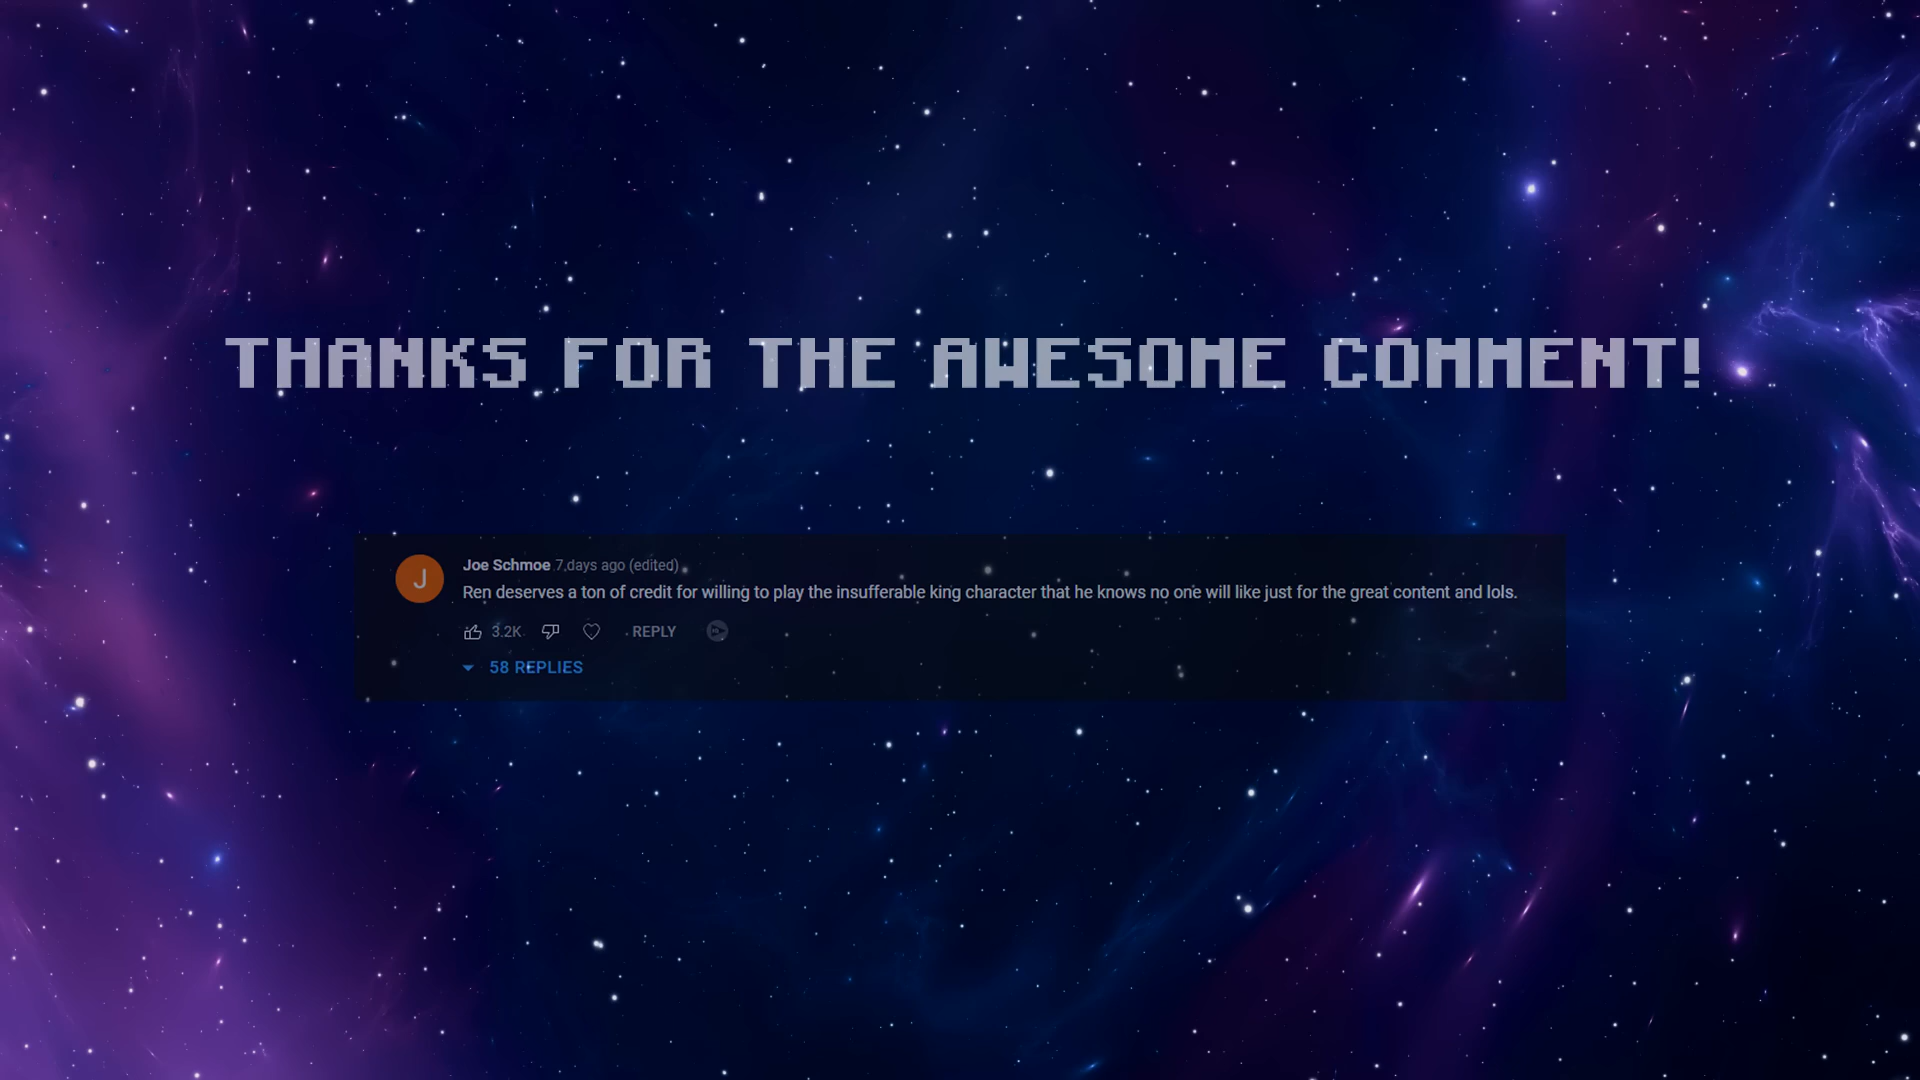 THANKS FOR THE AWESOME COMMENT!
J
Joe Schmoe 7 days ago (edited)
Ren deserves a ton of credit for willing to play the insufferable king character that he knows no one will like just for the great content and lols.
3.2K REPLY
58 REPLIES